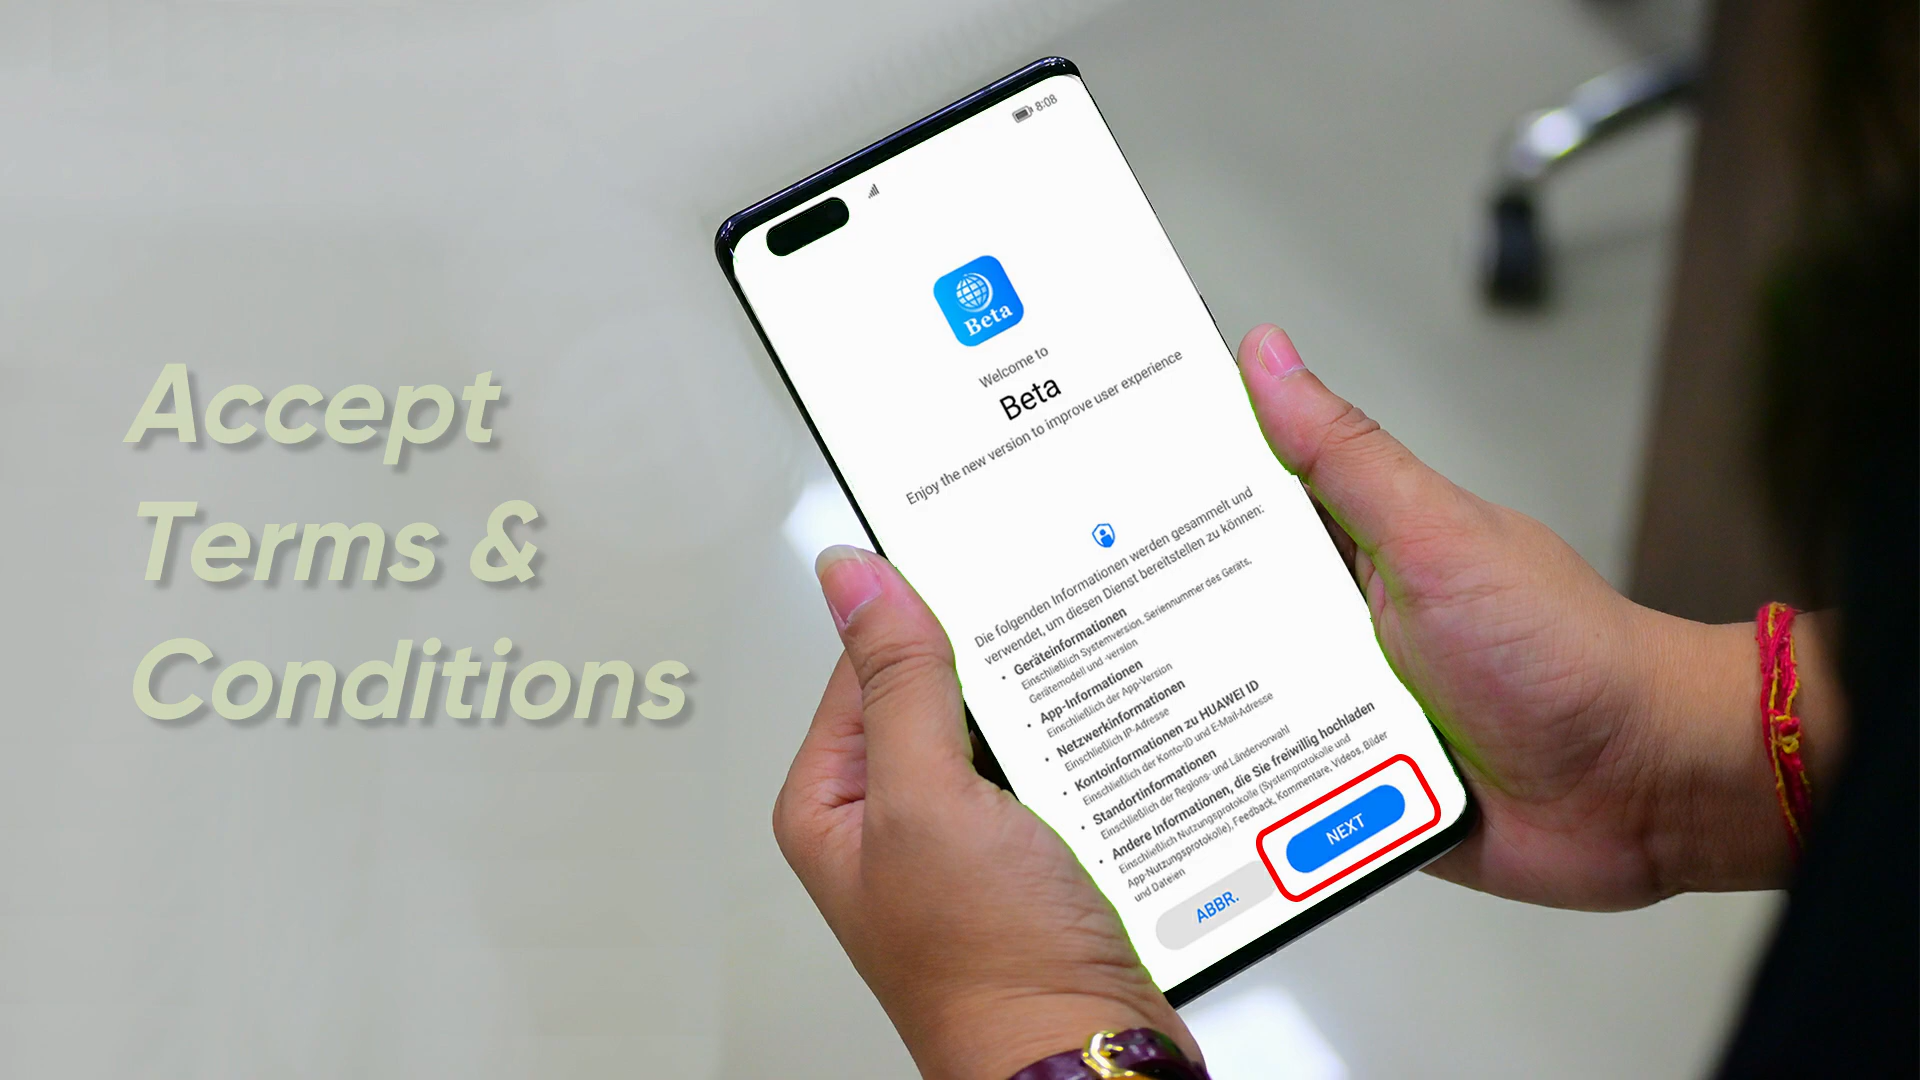 Accept
Terms &
Conditions
8:08
Beta
Welcome to
Beta
Enjoy the new version to improve user experience
Die folgenden Informationen werden gesammelt und
verwendet, um diesen Dienst bereitstellen zu können:
• Geräteinformationen
Einschließlich Systemversion, Seriennummer des Geräts,
Gerätemodell und -version
• App-Informationen
Einschließlich der App-Version
• Netzwerkinformationen
Einschließlich IP-Adresse
• Kontoinformationen zu HUAWEI ID
Einschließlich der Konto-ID und E-Mail-Adresse
• Standortinformationen
Einschließlich der Regions- und Ländervorwahl
• Andere Informationen, die Sie freiwillig hochladen
Einschließlich Nutzungsprotokolle (Systemprotokolle und
App-Nutzungsprotokolle), Feedback, Kommentare, Videos, Bilder
und Dateien
ABBR.
NEXT